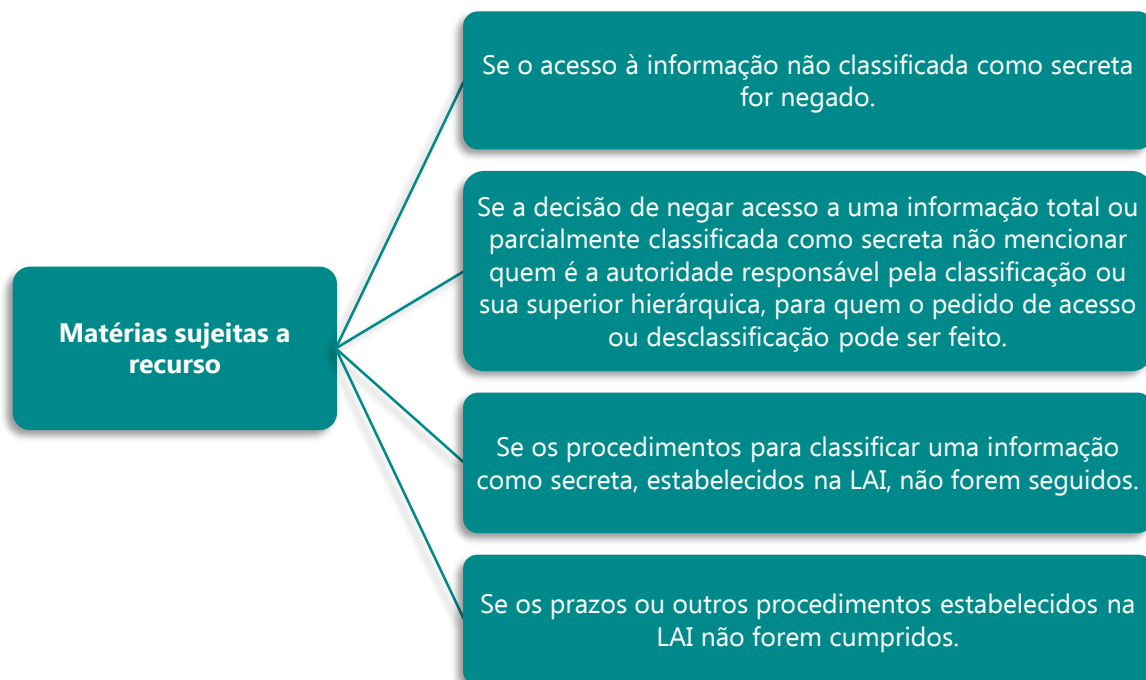 Matérias sujeitas a
recurso
Se o acesso à informação não classificada como secreta
for negado.
Se a decisão de negar acesso a uma informação total ou
parcialmente classificada como secreta não mencionar
quem é a autoridade responsável pela classificação ou
sua superior hierárquica, para quem o pedido de acesso
ou desclassificação pode ser feito.
Se os procedimentos para classificar uma informação
como secreta, estabelecidos na LAI, não forem seguidos.
Se os prazos ou outros procedimentos estabelecidos na
LAI não forem cumpridos.